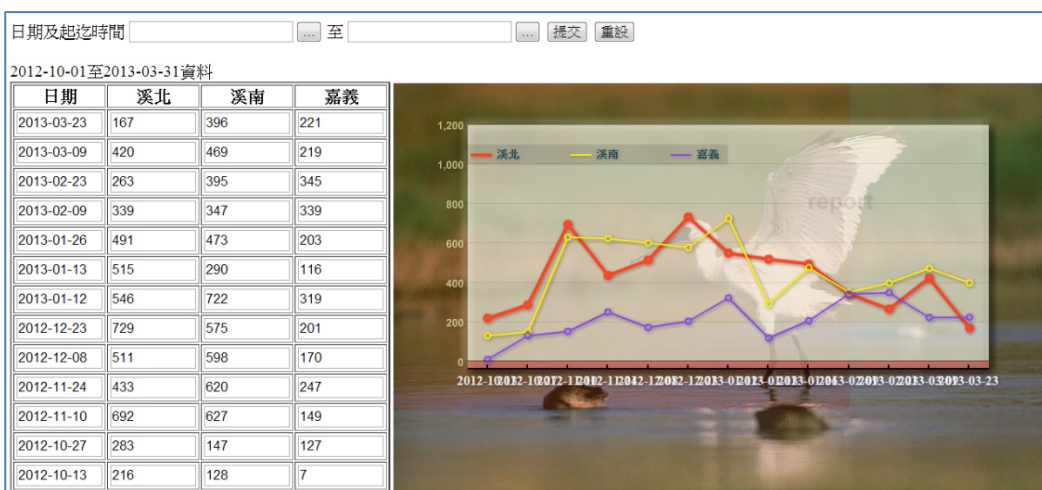 日期及起迄時間 ... 至 ... 提交 重設
2012-10-01至2013-03-31資料
日期 溪北 溪南 嘉義
2013-03-23 167 396 221
2013-03-09 420 469 219
2013-02-23 263 395 345
2013-02-09 339 347 339
2013-01-26 491 473 203
2013-01-13 515 290 116
2013-01-12 546 722 319
2012-12-23 729 575 201
2012-12-08 511 598 170
2012-11-24 433 620 247
2012-11-10 692 627 149
2012-10-27 283 147 127
2012-10-13 216 128 7
1,200
1,000
800
600
400
200
0
溪北 溪南 嘉義
report